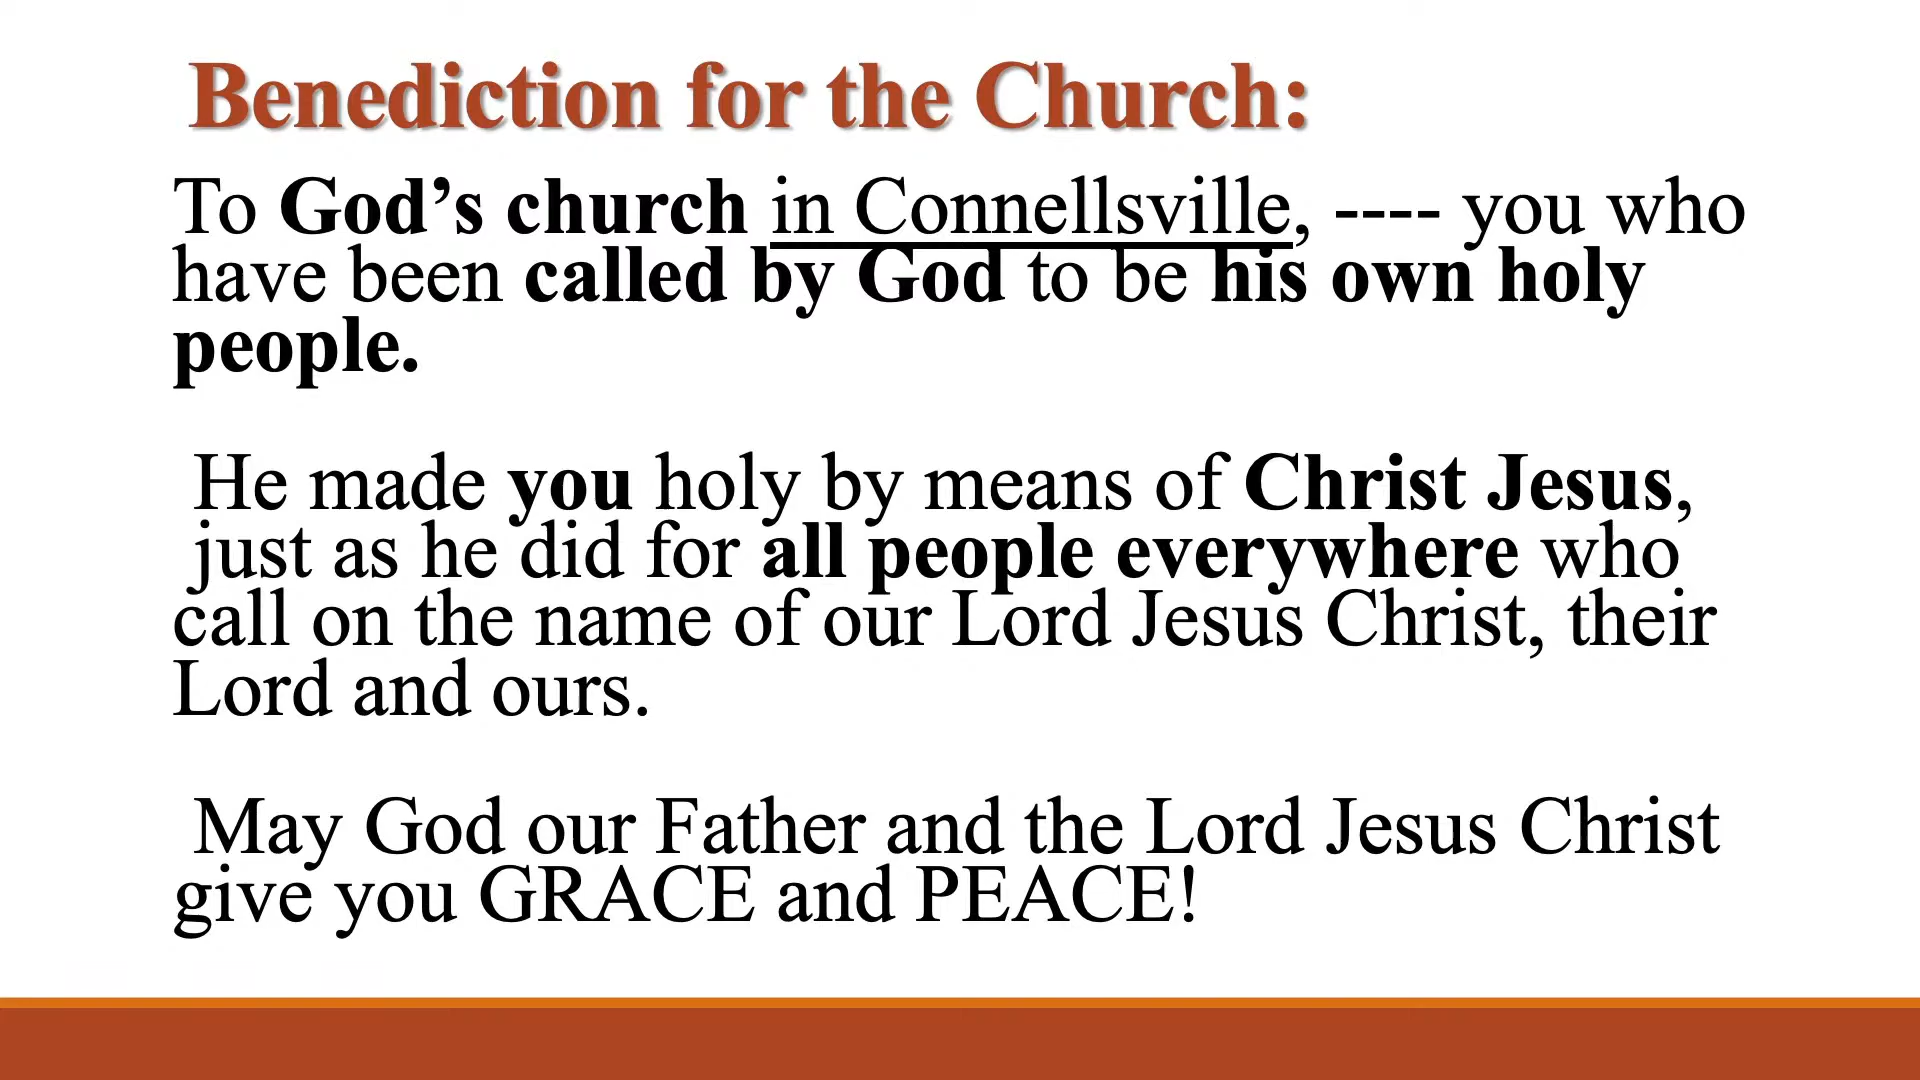 Benediction for the Church:
To God’s church in Connellsville, ---- you who
have been called by God to be his own holy
people.
He made you holy by means of Christ Jesus,
just as he did for all people everywhere who
call on the name of our Lord Jesus Christ, their
Lord and ours.
May God our Father and the Lord Jesus Christ
give you GRACE and PEACE!